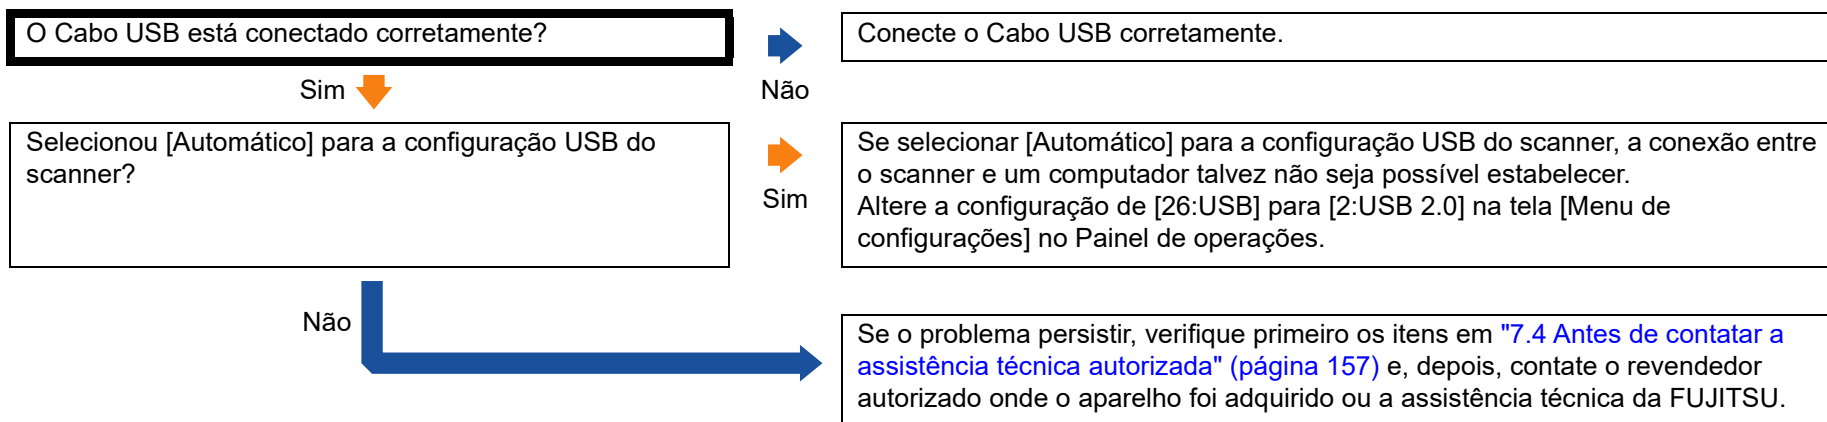 O Cabo USB está conectado corretamente?
Conecte o Cabo USB corretamente.
Sim
Não
Selecionou [Automático] para a configuração USB do
scanner?
Sim
Se selecionar [Automático] para a configuração USB do scanner, a conexão entre
o scanner e um computador talvez não seja possível estabelecer.
Altere a configuração de [26:USB] para [2:USB 2.0] na tela [Menu de
configurações] no Painel de operações.
Não
Se o problema persistir, verifique primeiro os itens em "7.4 Antes de contatar a
assistência técnica autorizada" (página 157) e, depois, contate o revendedor
autorizado onde o aparelho foi adquirido ou a assistência técnica da FUJITSU.